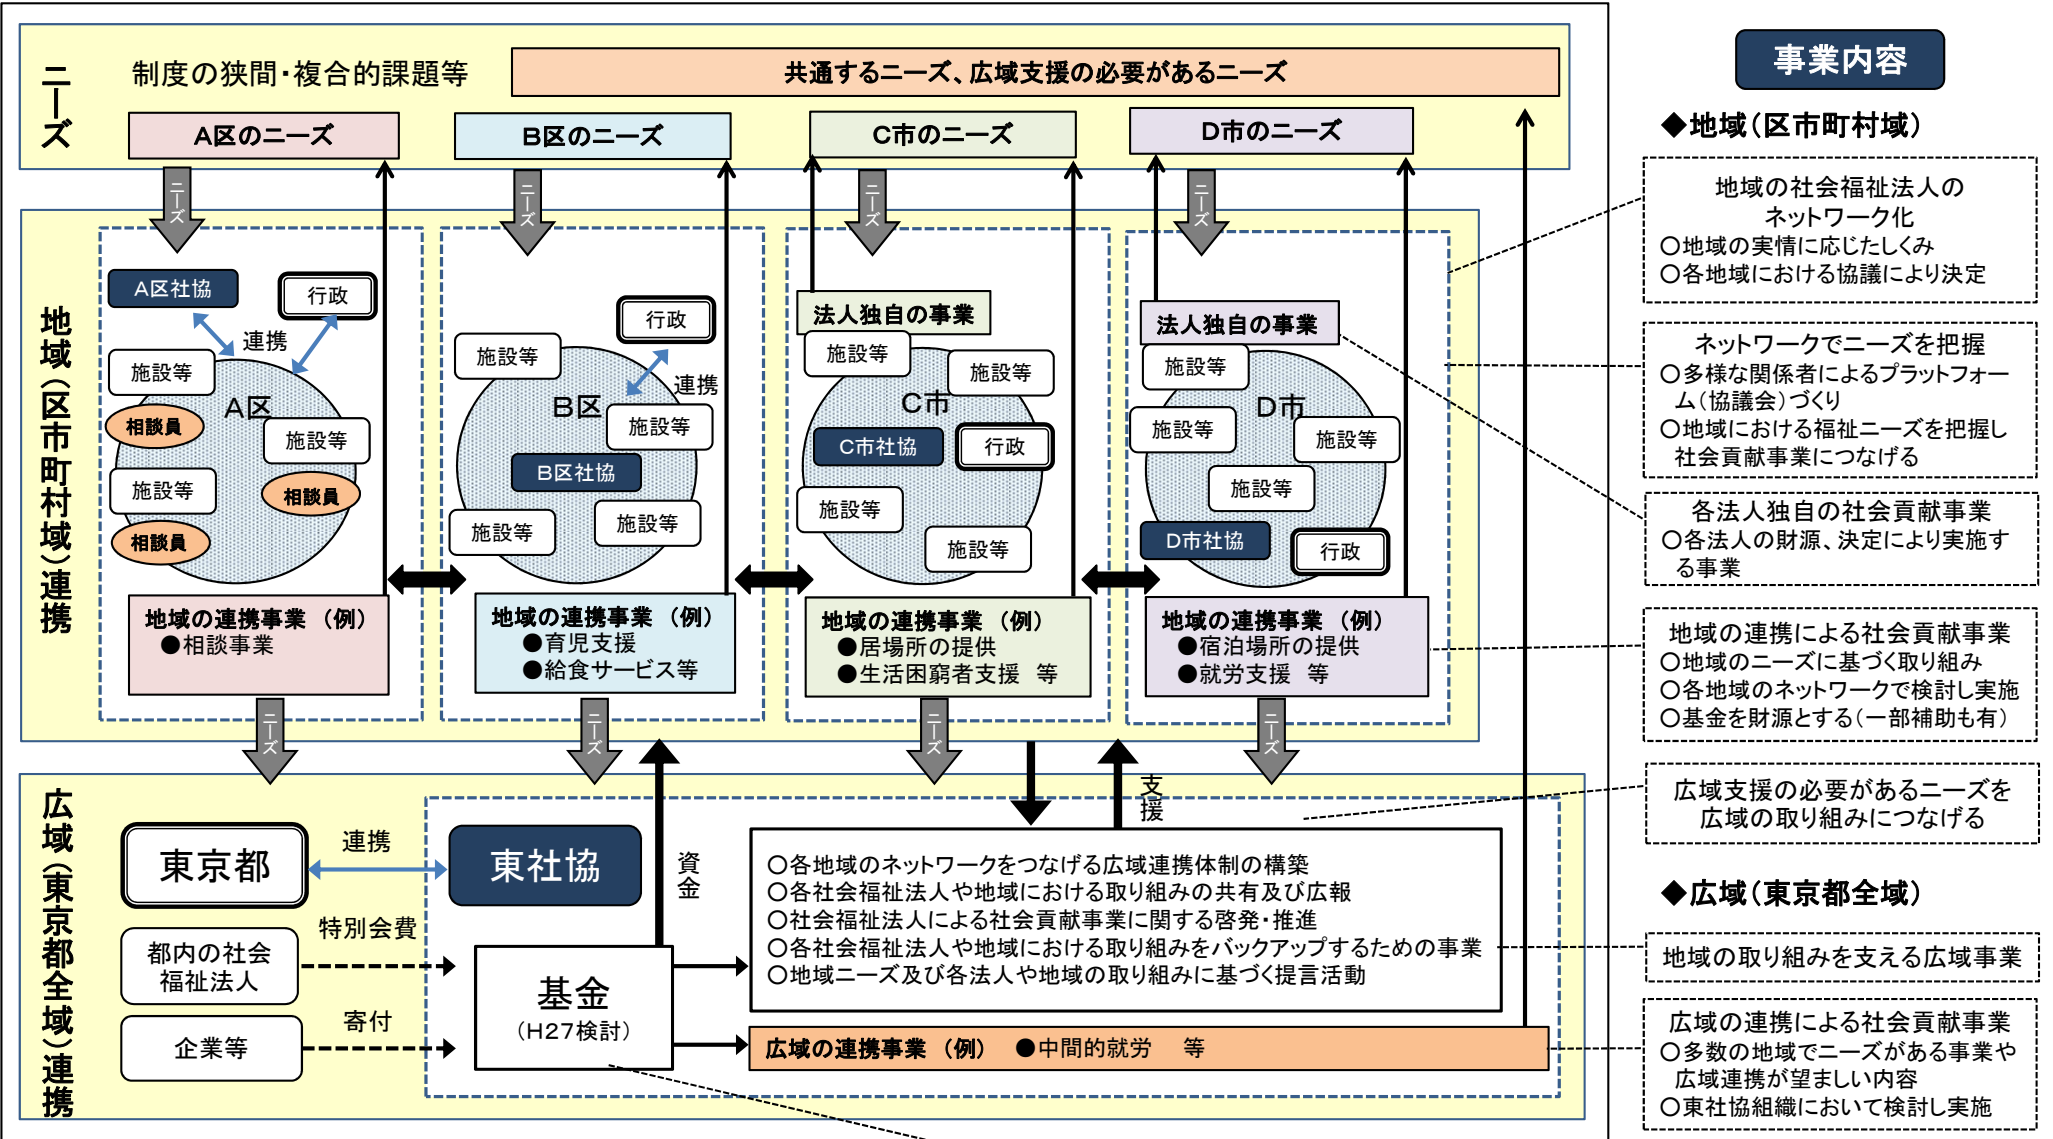 ニーズ
制度の狭間・複合的課題等
共通するニーズ、広域支援の必要があるニーズ
A区のニーズ
B区のニーズ
C市のニーズ
D市のニーズ
ニーズ
ニーズ
ニーズ
ニーズ
地域(区市町村域)連携
A区社協
行政
連携
施設等
A区
相談員
施設等
施設等
相談員
相談員
地域の連携事業 (例)
●相談事業
行政
連携
施設等
B区
施設等
B区社協
施設等
施設等
地域の連携事業 (例)
●育児支援
●給食サービス等
法人独自の事業
施設等
施設等
C市
C市社協
行政
施設等
施設等
地域の連携事業 (例)
●居場所の提供
●生活困窮者支援 等
法人独自の事業
施設等
D市
施設等
施設等
施設等
D市社協
行政
地域の連携事業 (例)
●宿泊場所の提供
●就労支援 等
ニーズ
ニーズ
ニーズ
ニーズ
広域(東京都全域)連携
東京都
連携
東社協
資金
支援
都内の社会
福祉法人
特別会費
企業等
寄付
基金
(H27検討)
○各地域のネットワークをつなげる広域連携体制の構築
○各社会福祉法人や地域における取り組みの共有及び広報
○社会福祉法人による社会貢献事業に関する啓発・推進
○各社会福祉法人や地域における取り組みをバックアップするための事業
○地域ニーズ及び各法人や地域の取り組みに基づく提言活動
広域の連携事業 (例) ●中間的就労 等
事業内容
◆地域(区市町村域)
地域の社会福祉法人の
ネットワーク化
○地域の実情に応じたしくみ
○各地域における協議により決定
ネットワークでニーズを把握
○多様な関係者によるプラットフォー
ム(協議会)づくり
○地域における福祉ニーズを把握し
社会貢献事業につなげる
各法人独自の社会貢献事業
○各法人の財源、決定により実施す
る事業
地域の連携による社会貢献事業
○地域のニーズに基づく取り組み
○各地域のネットワークで検討し実施
○基金を財源とする(一部補助も有)
広域支援の必要があるニーズを
広域の取り組みにつなげる
◆広域(東京都全域)
地域の取り組みを支える広域事業
広域の連携による社会貢献事業
○多数の地域でニーズがある事業や
広域連携が望ましい内容
○東社協組織において検討し実施